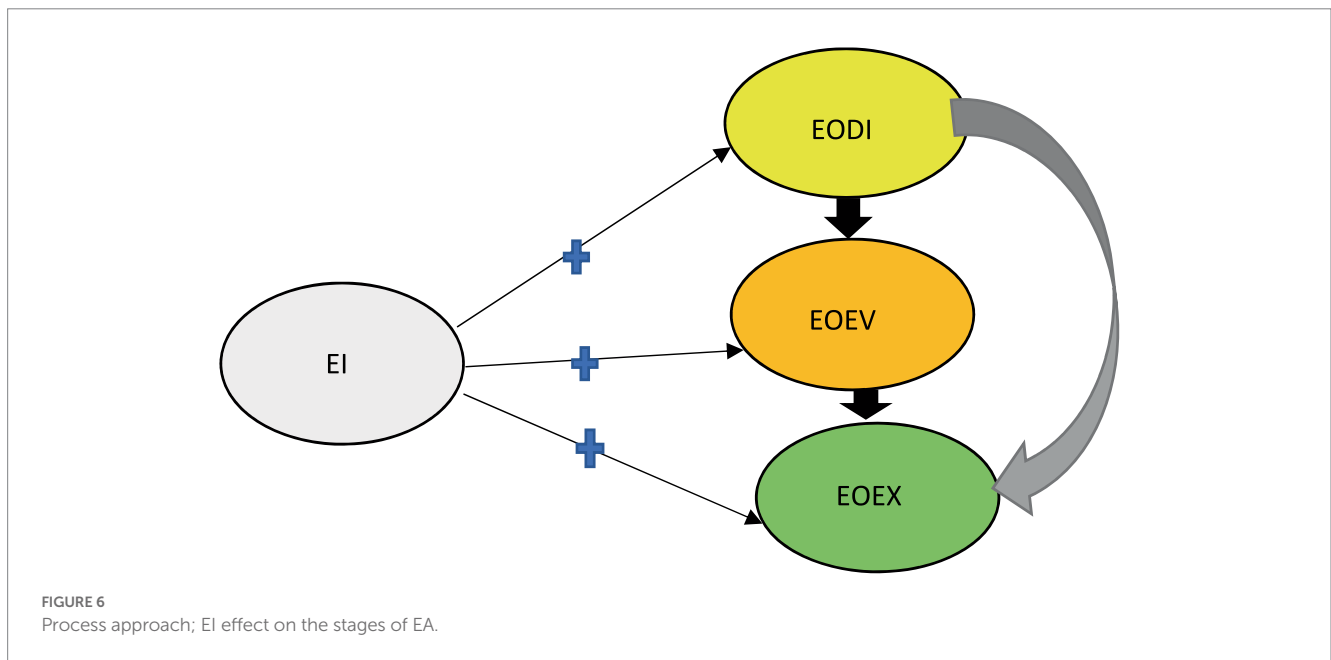 EODI
EOEV
EI
EOEX
FIGURE 6
Process approach; EI effect on the stages of EA.